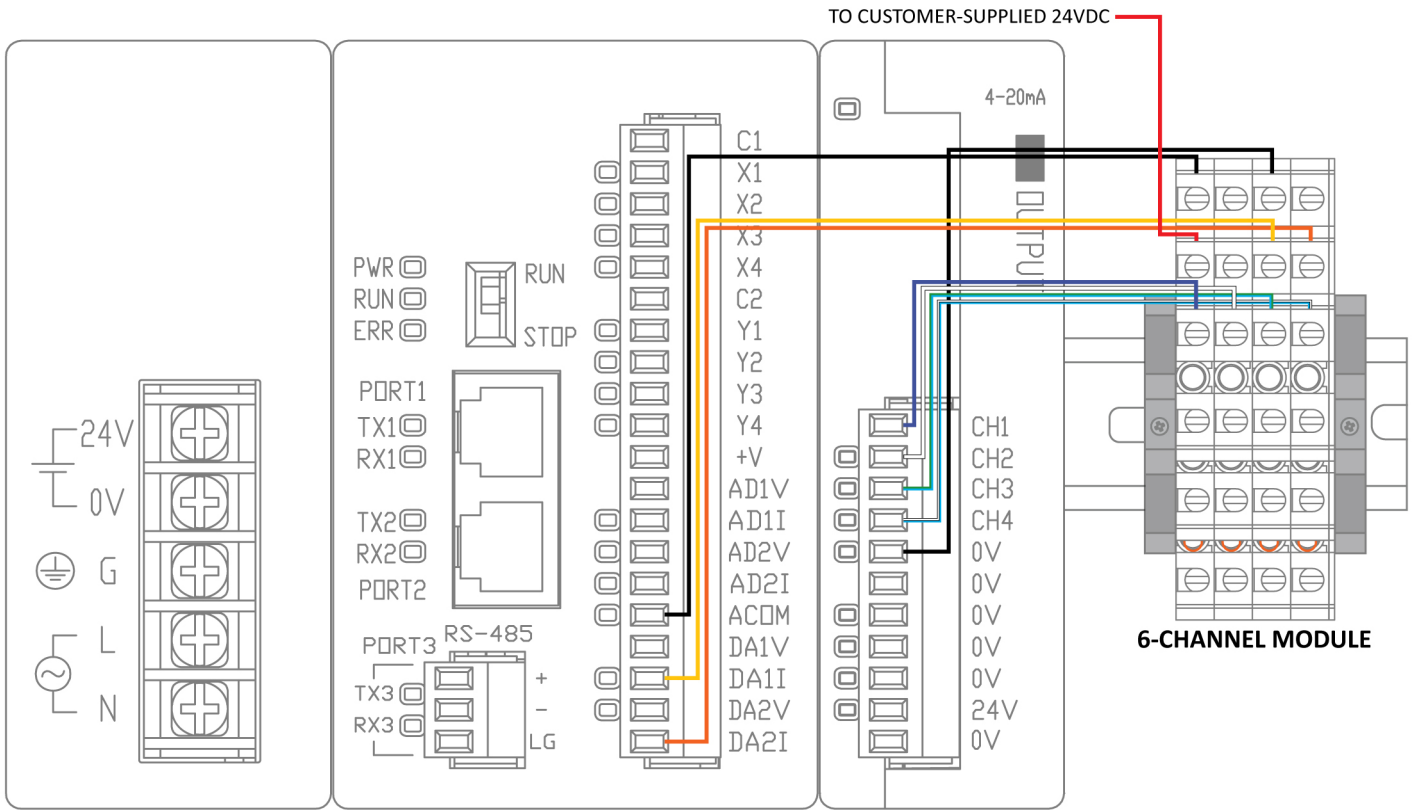 TO CUSTOMER-SUPPLIED 24VDC
4-20mA
OUTPUT
C1
X1
X2
X3
X4
C2
Y1
Y2
Y3
Y4
+V
AD1V
AD1I
AD2V
AD2I
ACOM
DA1V
DA1I
DA2V
DA2I
PWR
RUN
ERR
RUN
STOP
PORT1
TX1
RX1
TX2
RX2
PORT2
PORT3 RS-485
TX3
RX3
+
-
LG
24V
0V
G
L
N
CH1
CH2
CH3
CH4
0V
0V
0V
0V
0V
24V
0V
6-CHANNEL MODULE